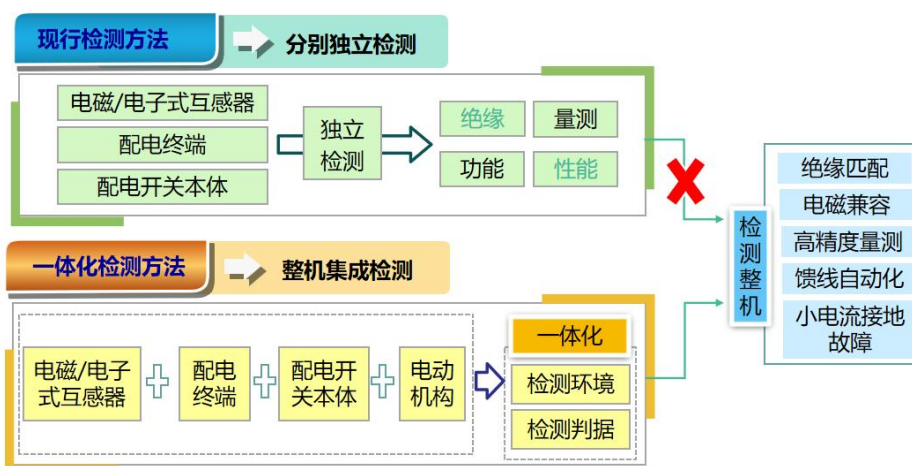 现行检测方法
分别独立检测
电磁/电子式互感器
配电终端
配电开关本体
独立
检测
绝缘
量测
功能
性能
一体化检测方法
整机集成检测
电磁/电子
式互感器
配电
终端
配电开
关本体
电动
机构
一体化
检测环境
检测判据
检测整机
绝缘匹配
电磁兼容
高精度量测
馈线自动化
小电流接地
故障